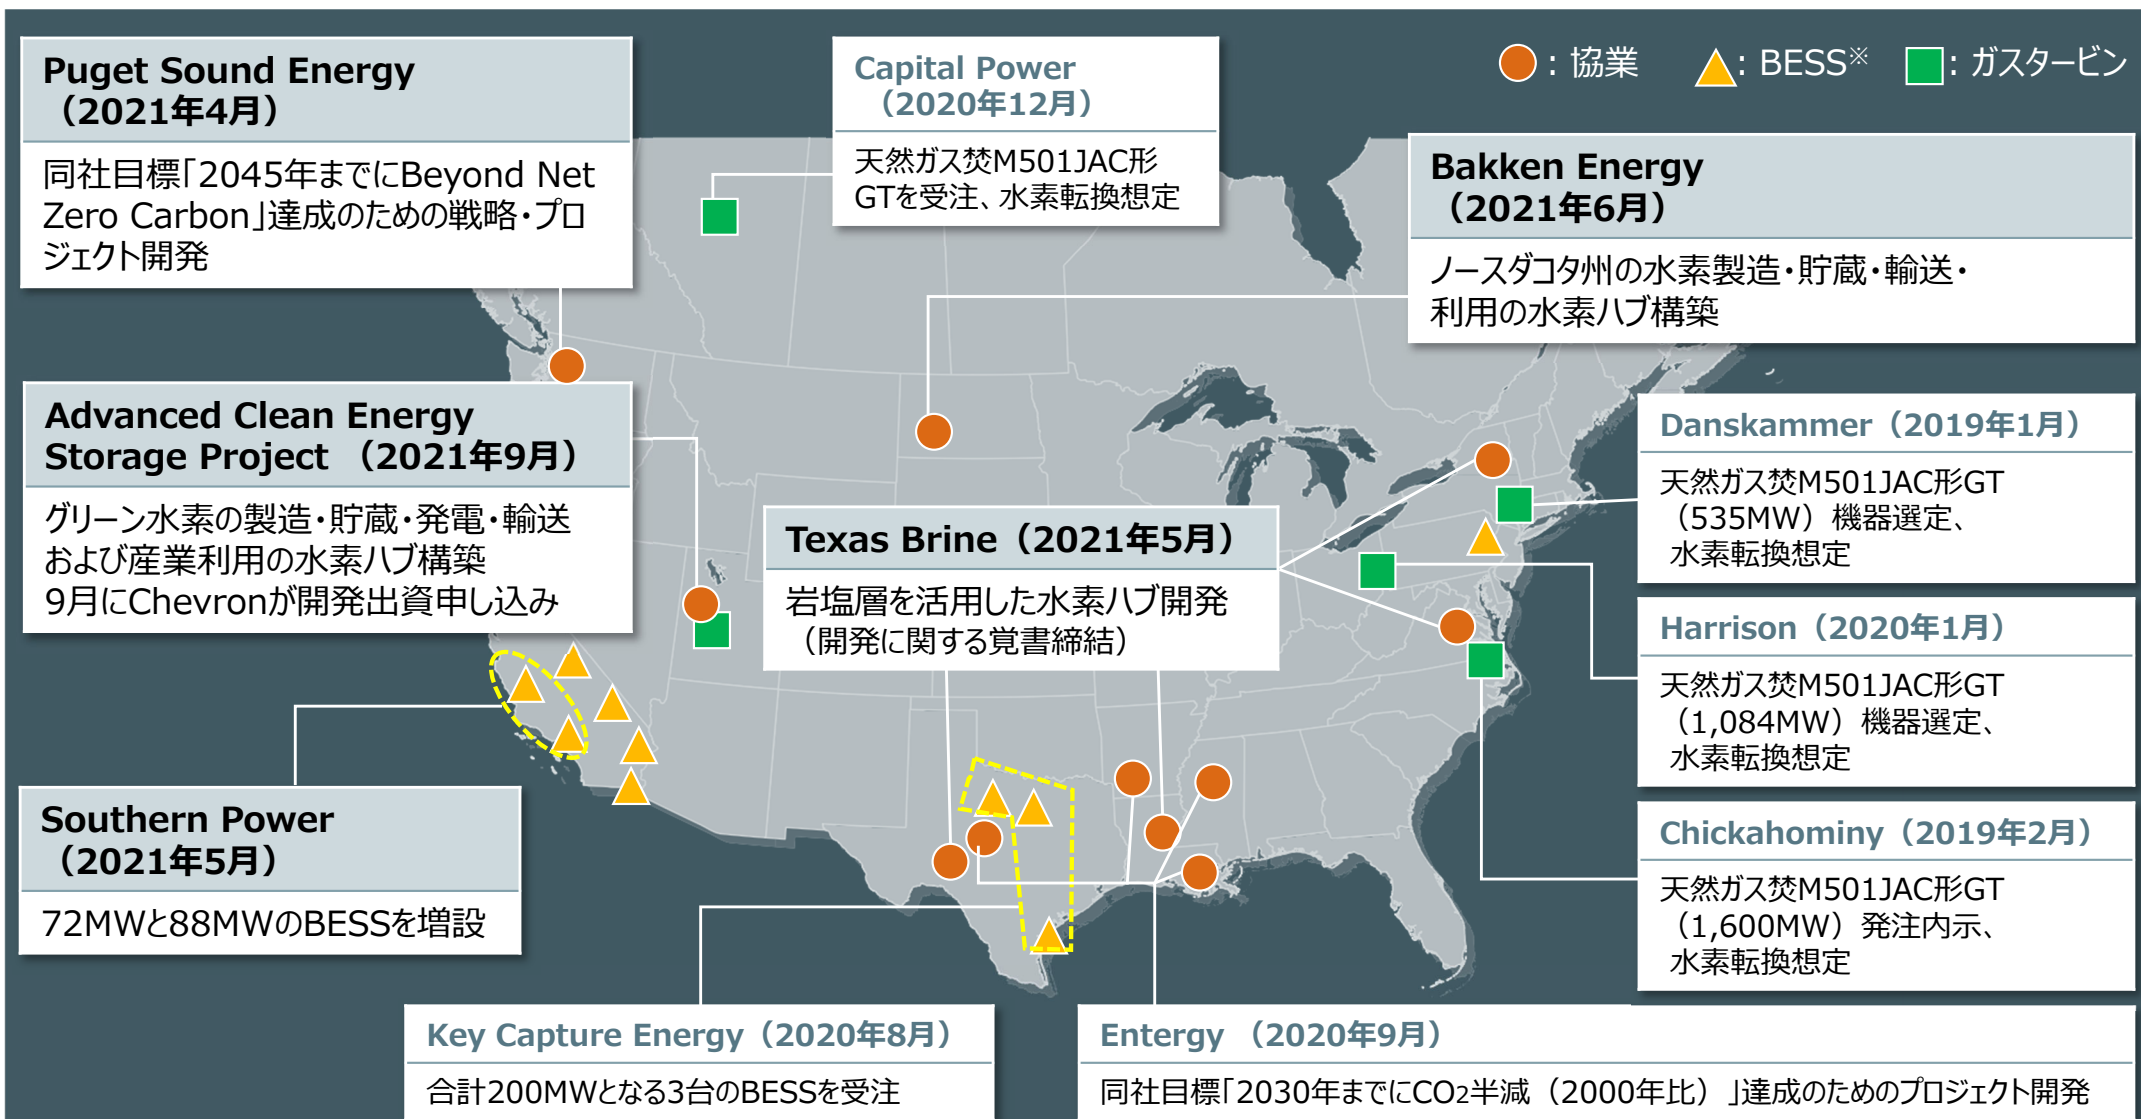 Puget Sound Energy
（2021年4月）
同社目標「2045年までにBeyond Net
Zero Carbon」達成のための戦略・プロ
ジェクト開発
Capital Power
（2020年12月）
天然ガス焚M501JAC形
GTを受注、水素転換想定
：協業
：BESS※
：ガスタービン
Bakken Energy
（2021年6月）
ノースダコタ州の水素製造・貯蔵・輸送・
利用の水素ハブ構築
Advanced Clean Energy
Storage Project （2021年9月）
グリーン水素の製造・貯蔵・発電・輸送
および産業利用の水素ハブ構築
9月にChevronが開発出資申し込み
Texas Brine（2021年5月）
岩塩層を活用した水素ハブ開発
（開発に関する覚書締結）
Danskammer（2019年1月）
天然ガス焚M501JAC形GT
（535MW）機器選定、
水素転換想定
Harrison（2020年1月）
天然ガス焚M501JAC形GT
（1,084MW）機器選定、
水素転換想定
Chickahominy（2019年2月）
天然ガス焚M501JAC形GT
（1,600MW）発注内示、
水素転換想定
Southern Power
（2021年5月）
72MWと88MWのBESSを増設
Key Capture Energy（2020年8月）
合計200MWとなる3台のBESSを受注
Entergy （2020年9月）
同社目標「2030年までにCO2半減（2000年比）」達成のためのプロジェクト開発